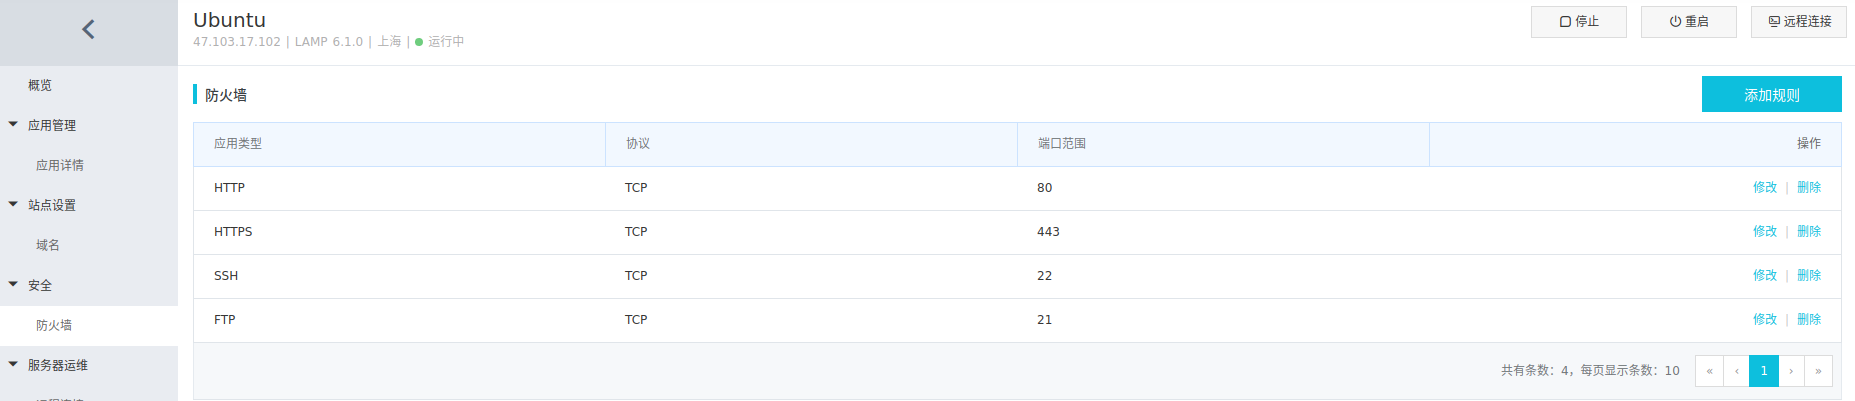 Ubuntu
47.103.17.102 | LAMP 6.1.0 | 上海 | 运行中
停止
重启
远程连接
概览
应用管理
应用详情
站点设置
域名
安全
防火墙
服务器运维
防火墙
添加规则
应用类型 协议 端口范围 操作
HTTP TCP 80 修改 | 删除
HTTPS TCP 443 修改 | 删除
SSH TCP 22 修改 | 删除
FTP TCP 21 修改 | 删除
共有条数：4，每页显示条数：10 « ‹ 1 › »